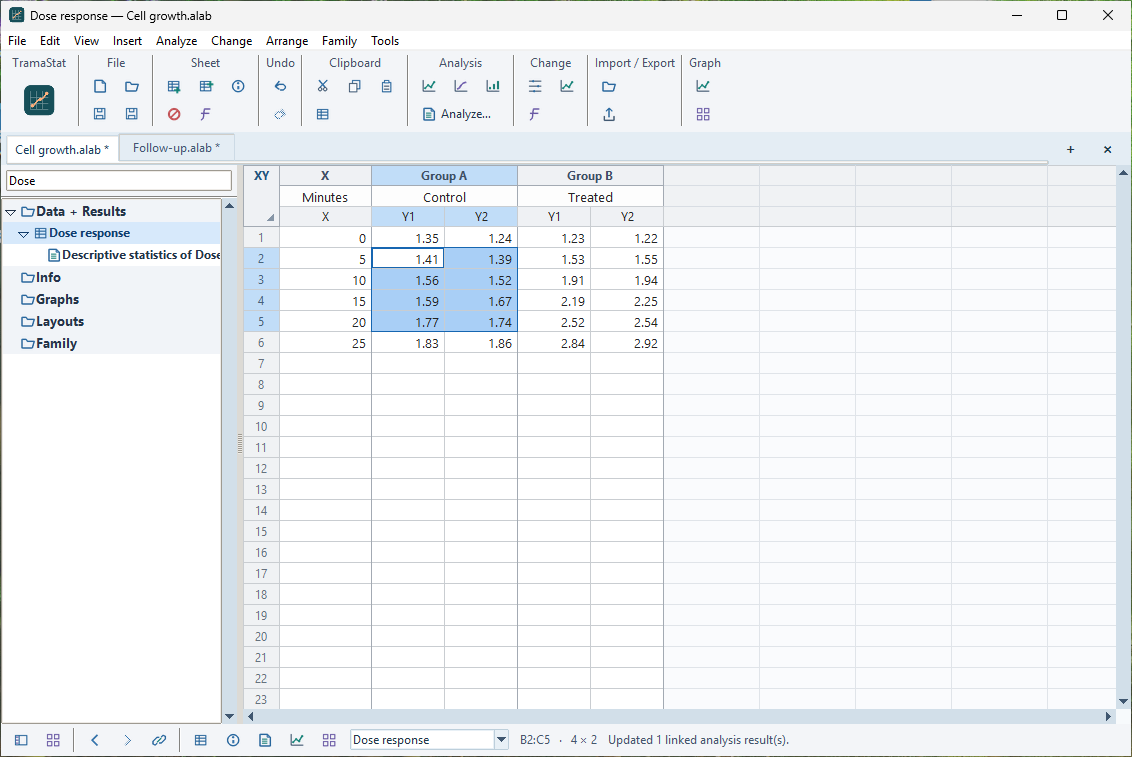 Dose response — Cell growth.alab
File Edit View Insert Analyze Change Arrange Family Tools
TramaStat File Sheet Undo Clipboard Analysis Change Import / Export Graph
Analyze...
Cell growth.alab * Follow-up.alab * +
Dose
Data + Results
Dose response
Descriptive statistics of Dose
Info
Graphs
Layouts
Family
XY X Group A Group B
Minutes Control Treated
X Y1 Y2 Y1 Y2
1 0 1.35 1.24 1.23 1.22
2 5 1.41 1.39 1.53 1.55
3 10 1.56 1.52 1.91 1.94
4 15 1.59 1.67 2.19 2.25
5 20 1.77 1.74 2.52 2.54
6 25 1.83 1.86 2.84 2.92
7
8
9
10
11
12
13
14
15
16
17
18
19
20
21
22
23
Dose response B2:C5 · 4 × 2 Updated 1 linked analysis result(s).